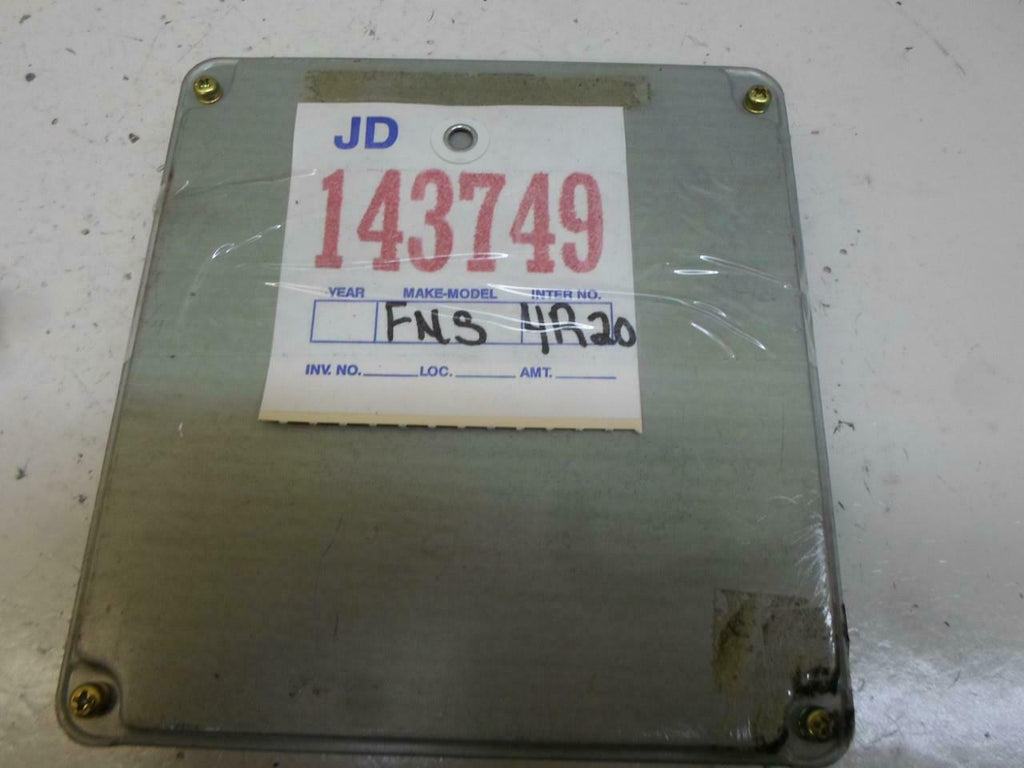 JD
143749
YEAR MAKE-MODEL INTER NO.
FNS 4R20
INV. NO. LOC. AMT.